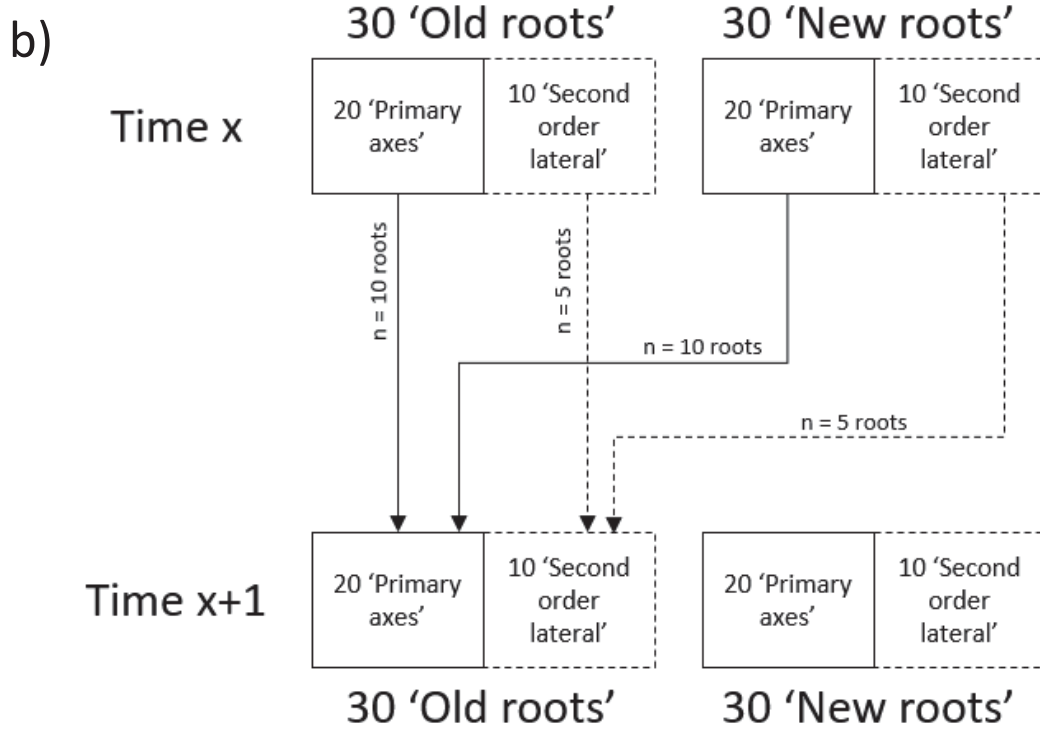 b)
30 ‘Old roots’
30 ‘New roots’
Time x
20 ‘Primary
axes’
10 ‘Second
order
lateral’
20 ‘Primary
axes’
10 ‘Second
order
lateral’
n = 10 roots
n = 5 roots
n = 10 roots
n = 5 roots
Time x+1
20 ‘Primary
axes’
10 ‘Second
order
lateral’
20 ‘Primary
axes’
10 ‘Second
order
lateral’
30 ‘Old roots’
30 ‘New roots’